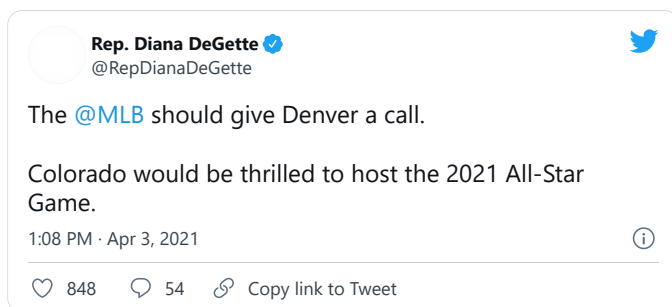 Rep. Diana DeGette
@RepDianaDeGette
The @MLB should give Denver a call.
Colorado would be thrilled to host the 2021 All-Star
Game.
1:08 PM · Apr 3, 2021
848 54 Copy link to Tweet